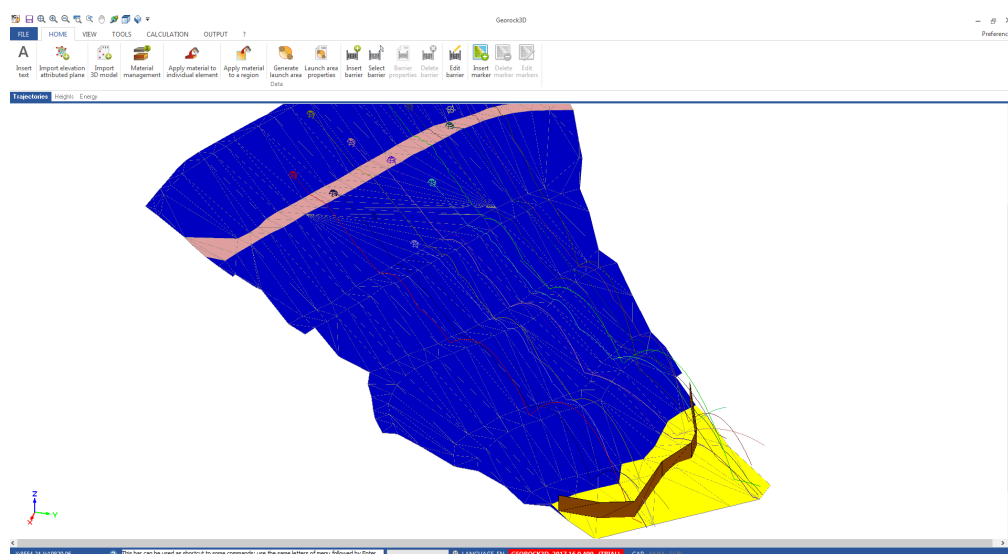 Georock3D
FILE HOME VIEW TOOLS CALCULATION OUTPUT ?
Preferenc
A
Insert text
Import elevation attributed plane
Import 3D model
Material management
Apply material to individual element
Apply material to a region
Generate launch area
Launch area properties
Insert barrier
Select barrier
Barrier properties
Delete barrier
Edit barrier
Insert marker
Delete marker
Edit markers
Data
Trajectories Heights Energy
Z
Y
X
This bar can be used as shortcut to some commands: use the same letters of menu followed by Enter
LANGUAGE EN
CAP